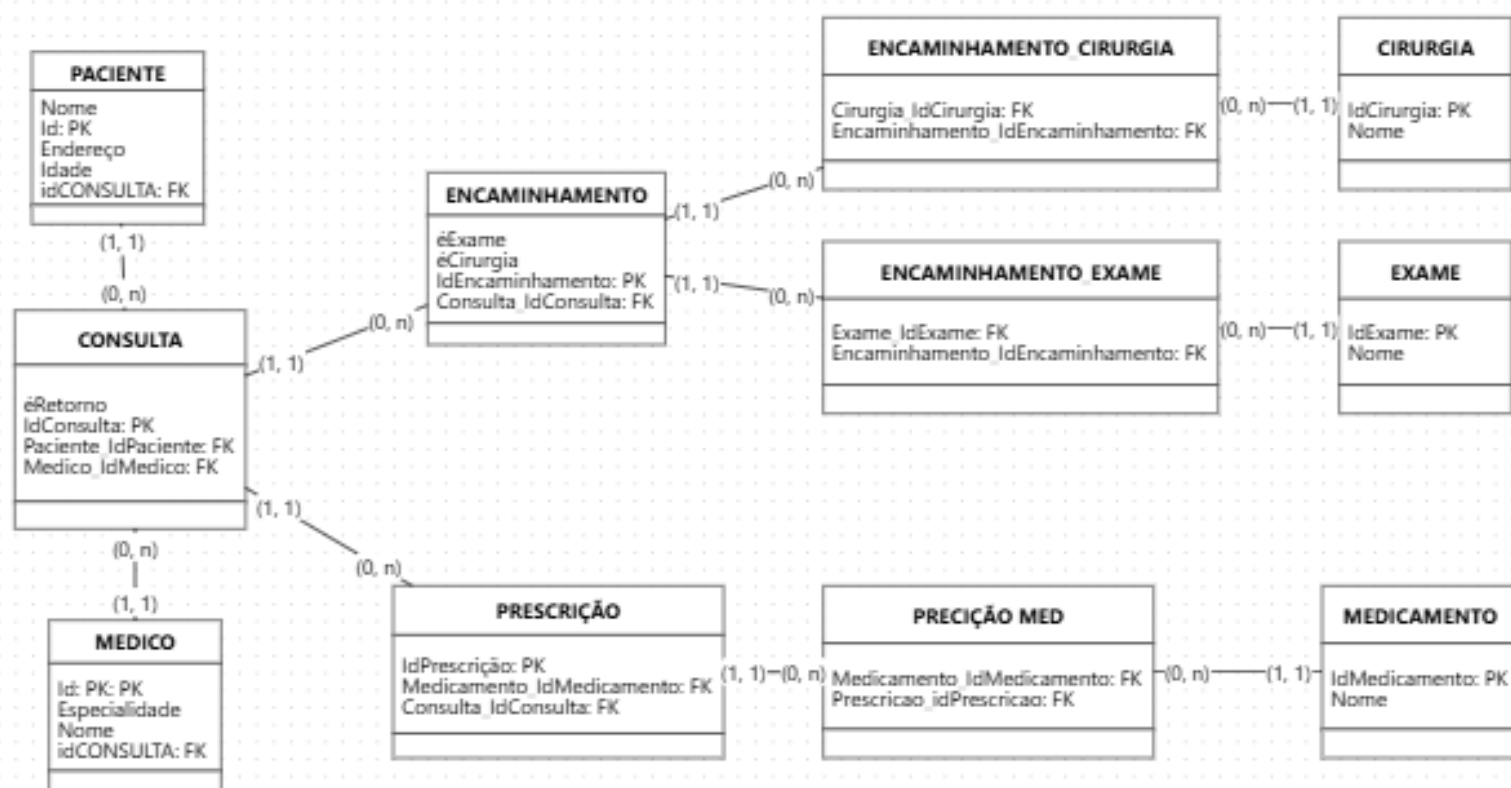 PACIENTE
Nome
Id: PK
Endereço
Idade
idCONSULTA: FK
(1, 1)
(0, n)
CONSULTA
éRetorno
IdConsulta: PK
Paciente_IdPaciente: FK
Medico_IdMedico: FK
(0, n)
(1, 1)
MEDICO
Id: PK: PK
Especialidade
Nome
idCONSULTA: FK
(1, 1)
(0, n)
ENCAMINHAMENTO
éExame
éCirurgia
IdEncaminhamento: PK
Consulta_IdConsulta: FK
(1, 1)
(0, n)
ENCAMINHAMENTO_CIRURGIA
Cirurgia_IdCirurgia: FK
Encaminhamento_IdEncaminhamento: FK
(0, n)
(1, 1)
CIRURGIA
IdCirurgia: PK
Nome
(1, 1)
(0, n)
ENCAMINHAMENTO_EXAME
Exame_IdExame: FK
Encaminhamento_IdEncaminhamento: FK
(0, n)
(1, 1)
EXAME
IdExame: PK
Nome
(1, 1)
(0, n)
PRESCRIÇÃO
IdPrescrição: PK
Medicamento_IdMedicamento: FK
Consulta_IdConsulta: FK
(1, 1)
(0, n)
PRECIÇÃO MED
Medicamento_IdMedicamento: FK
Prescricao_idPrescricao: FK
(0, n)
(1, 1)
MEDICAMENTO
IdMedicamento: PK
Nome